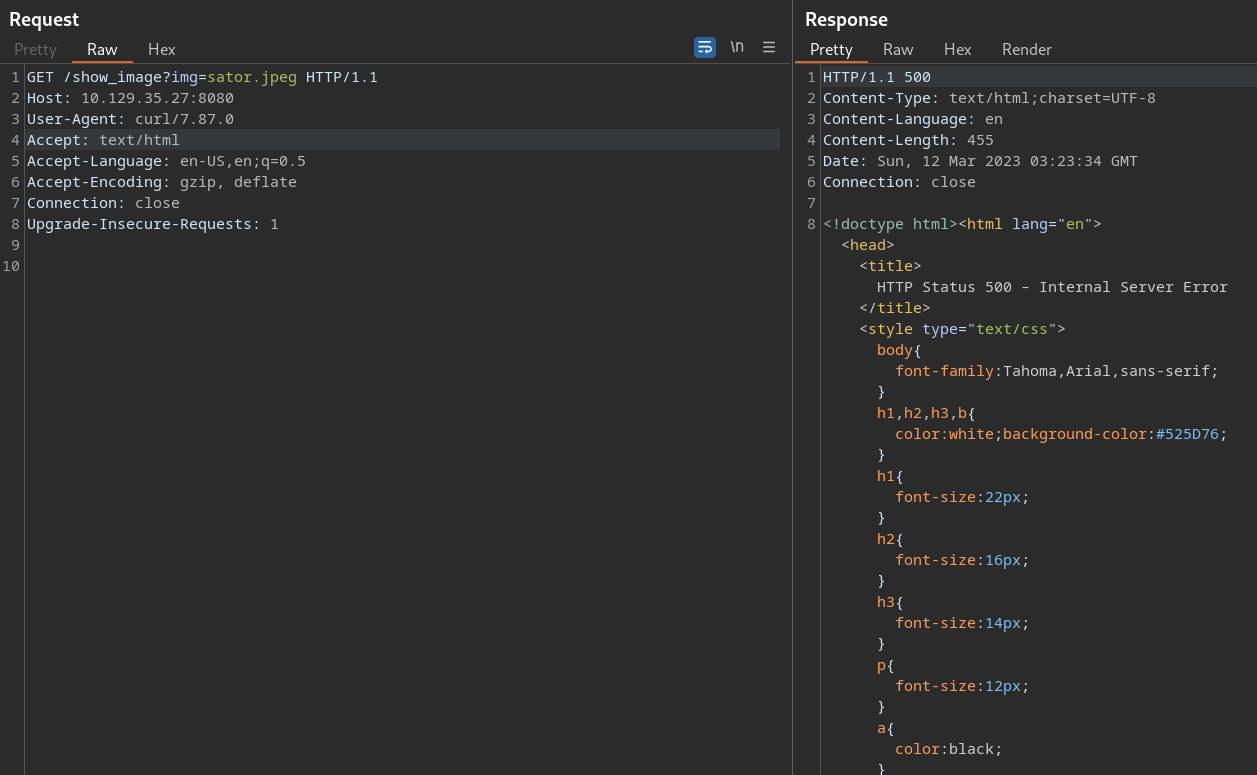 Request
Pretty Raw Hex \n
1 GET /show_image?img=sator.jpeg HTTP/1.1
2 Host: 10.129.35.27:8080
3 User-Agent: curl/7.87.0
4 Accept: text/html
5 Accept-Language: en-US,en;q=0.5
6 Accept-Encoding: gzip, deflate
7 Connection: close
8 Upgrade-Insecure-Requests: 1
9
10
Response
Pretty Raw Hex Render
1 HTTP/1.1 500
2 Content-Type: text/html;charset=UTF-8
3 Content-Language: en
4 Content-Length: 455
5 Date: Sun, 12 Mar 2023 03:23:34 GMT
6 Connection: close
7
8 <!doctype html><html lang="en">
<head>
<title>
HTTP Status 500 – Internal Server Error
</title>
<style type="text/css">
body{
font-family:Tahoma,Arial,sans-serif;
}
h1,h2,h3,b{
color:white;background-color:#525D76;
}
h1{
font-size:22px;
}
h2{
font-size:16px;
}
h3{
font-size:14px;
}
p{
font-size:12px;
}
a{
color:black;
}